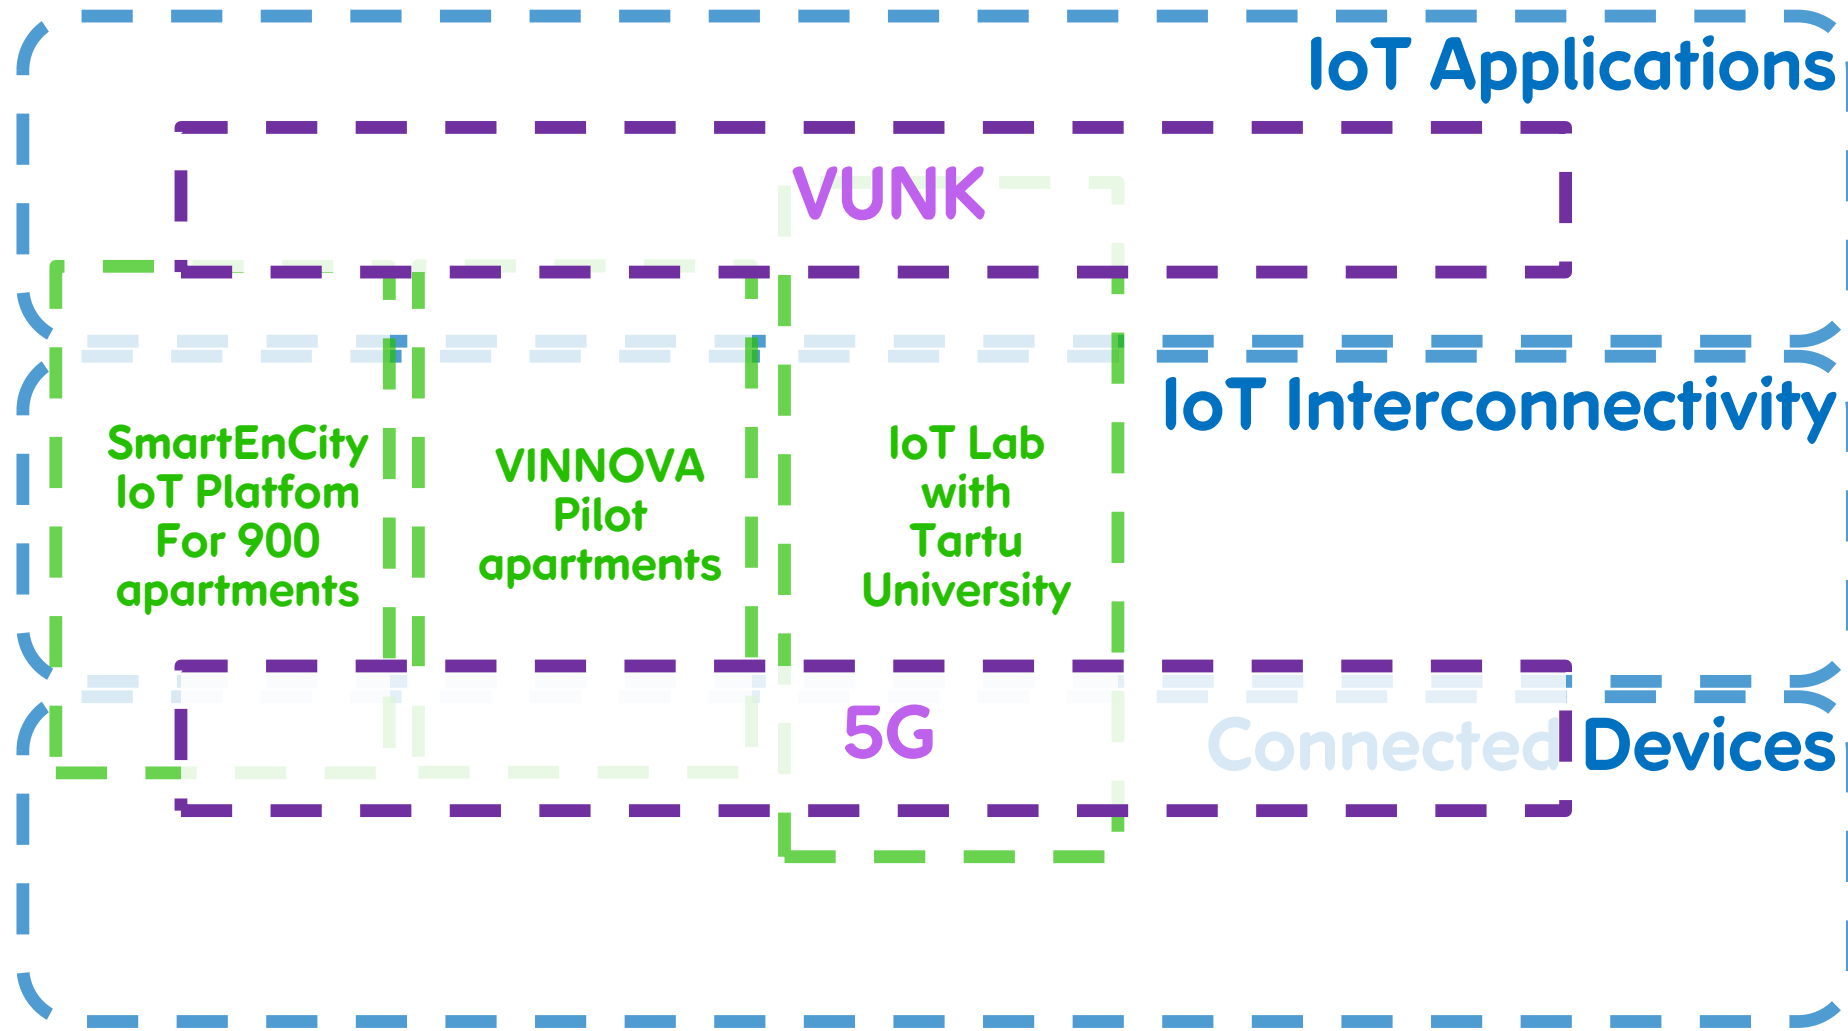 IoT Applications
VUNK
IoT Interconnectivity
SmartEnCity
IoT Platfom
For 900
apartments
VINNOVA
Pilot
apartments
IoT Lab
with
Tartu
University
5G
Connected Devices